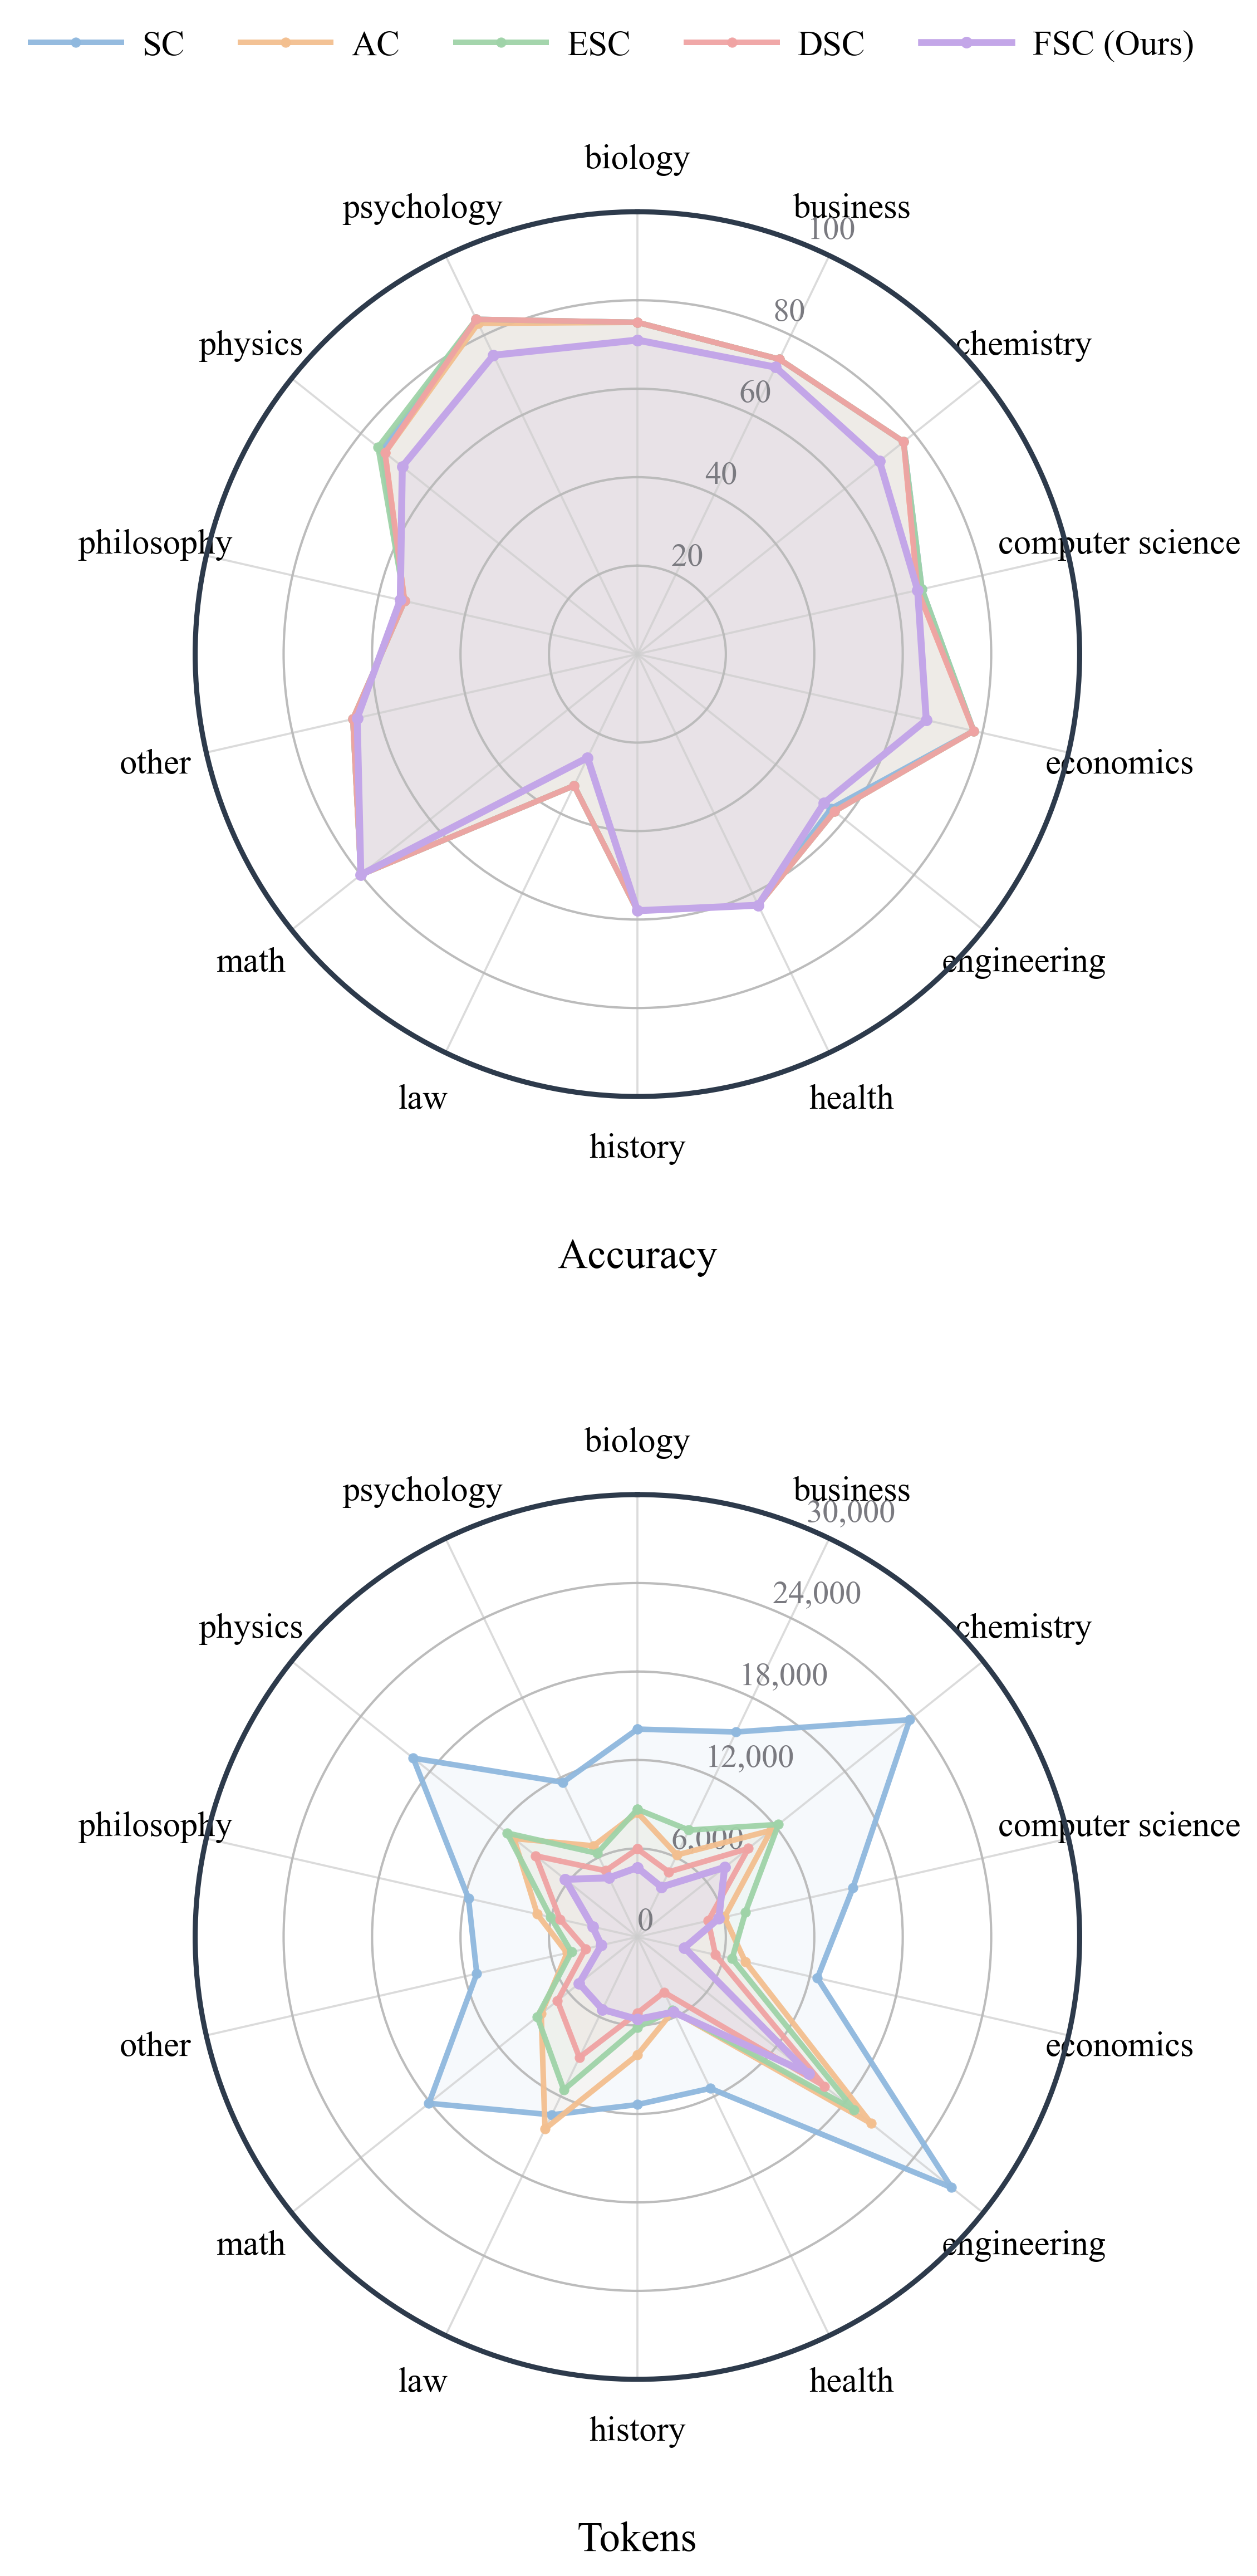 SC AC ESC DSC FSC (Ours)
biology
psychology business
100
80
physics chemistry
60
40
philosophy computer science
20
other economics
math engineering
law health
history
Accuracy
biology
psychology business
30,000
24,000
physics chemistry
18,000
12,000
philosophy computer science
6,000
0
other economics
math engineering
law health
history
Tokens